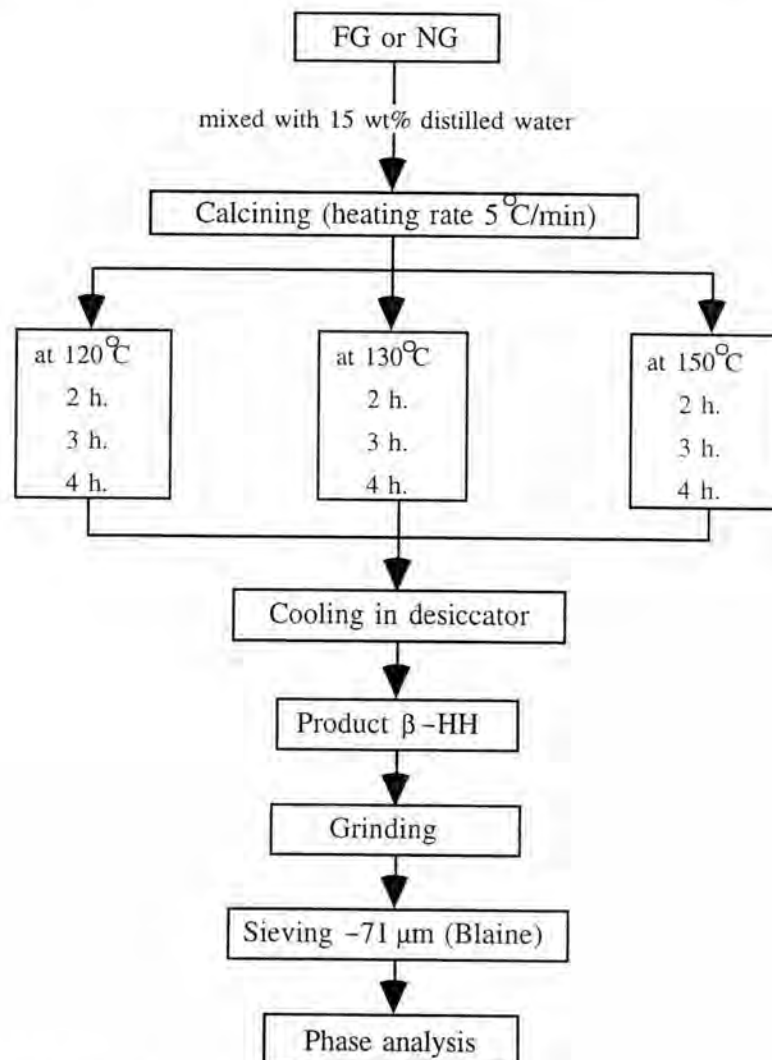 FG or NG
mixed with 15 wt% distilled water
Calcining (heating rate 5°C/min)
at 120°C
2 h.
3 h.
4 h.
at 130°C
2 h.
3 h.
4 h.
at 150°C
2 h.
3 h.
4 h.
Cooling in desiccator
Product β-HH
Grinding
Sieving -71 µm (Blaine)
Phase analysis